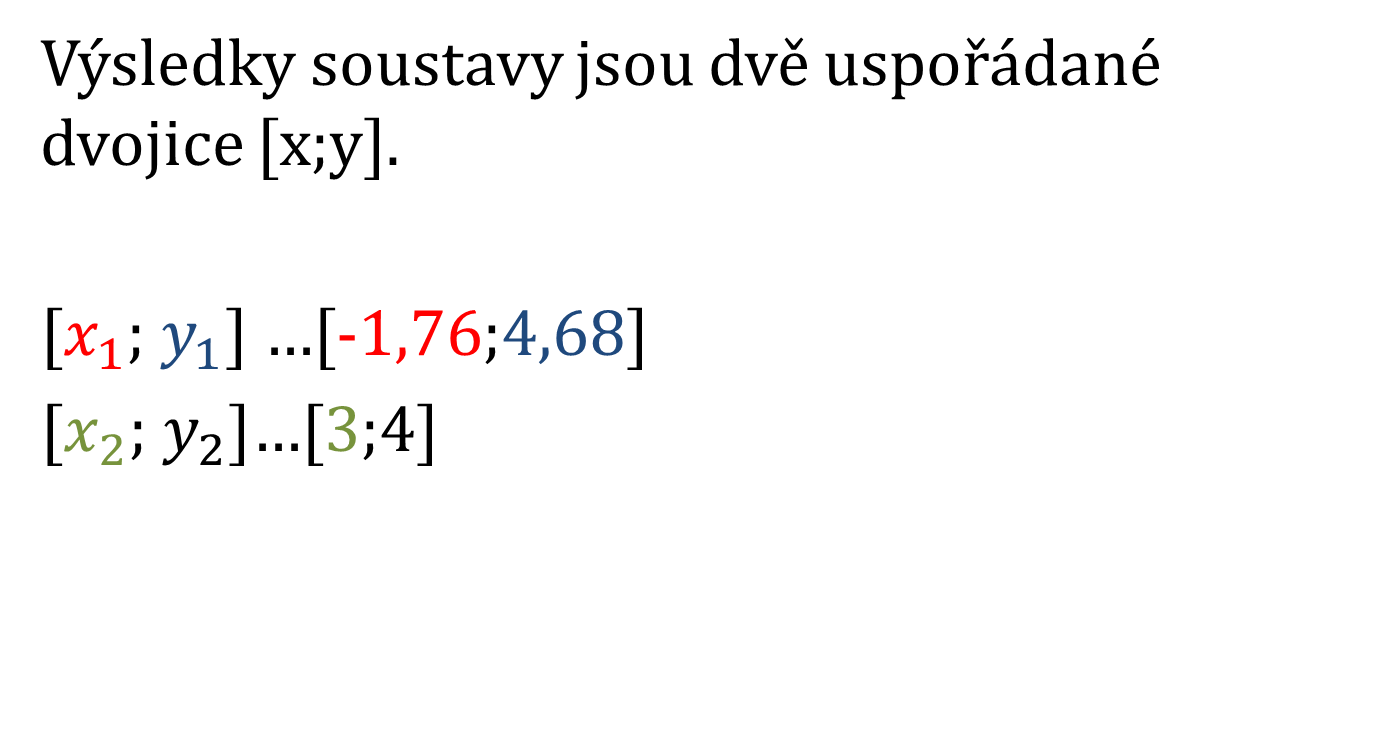 Výsledky soustavy jsou dvě uspořádané
dvojice [x;y].
[x₁; y₁] …[-1,76;4,68]
[x₂; y₂]…[3;4]